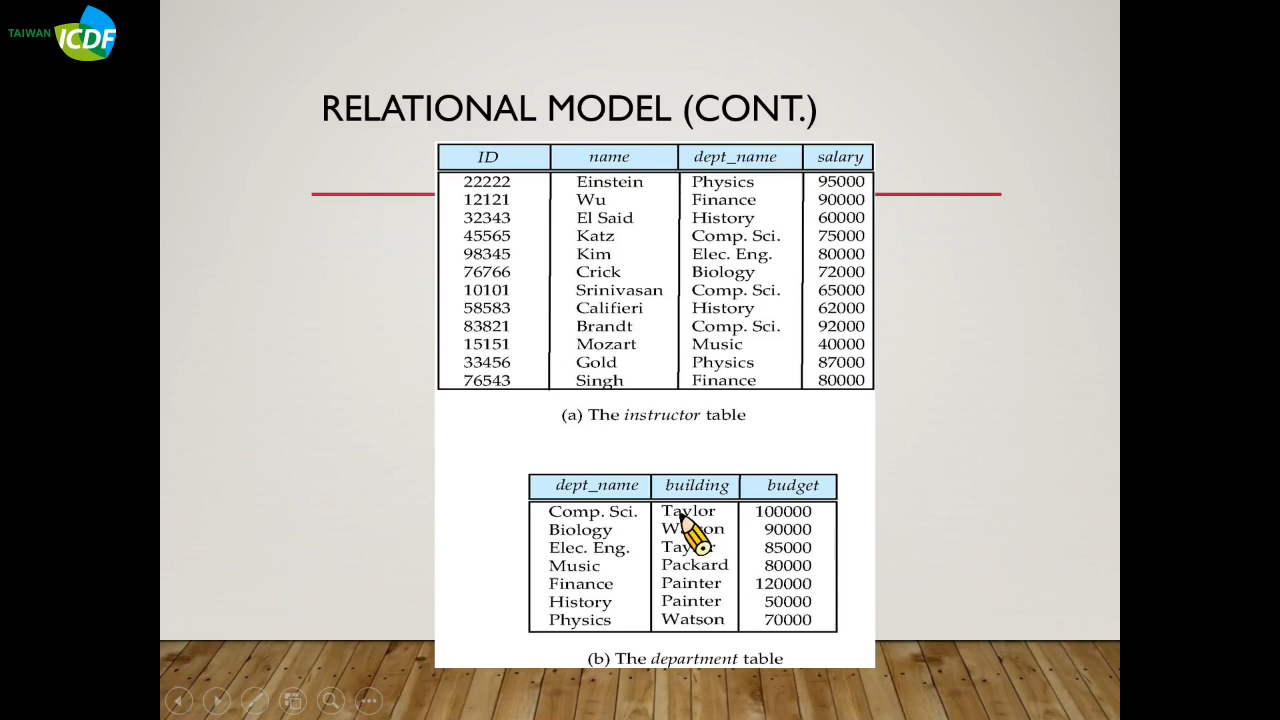 TAIWAN ICDF
RELATIONAL MODEL (CONT.)
ID name dept_name salary
22222 Einstein Physics 95000
12121 Wu Finance 90000
32343 El Said History 60000
45565 Katz Comp. Sci. 75000
98345 Kim Elec. Eng. 80000
76766 Crick Biology 72000
10101 Srinivasan Comp. Sci. 65000
58583 Califieri History 62000
83821 Brandt Comp. Sci. 92000
15151 Mozart Music 40000
33456 Gold Physics 87000
76543 Singh Finance 80000
(a) The instructor table
dept_name building budget
Comp. Sci. Taylor 100000
Biology Watson 90000
Elec. Eng. Taylor 85000
Music Packard 80000
Finance Painter 120000
History Painter 50000
Physics Watson 70000
(b) The department table